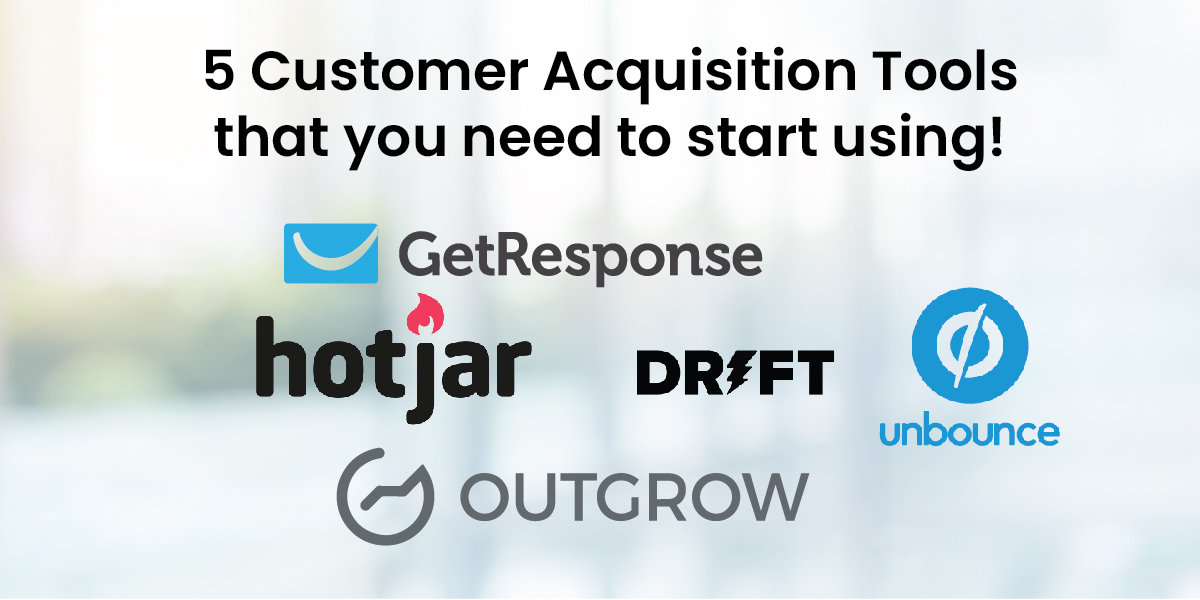 5 Customer Acquisition Tools
that you need to start using!
GetResponse
hotjar
DRIFT
unbounce
OUTGROW